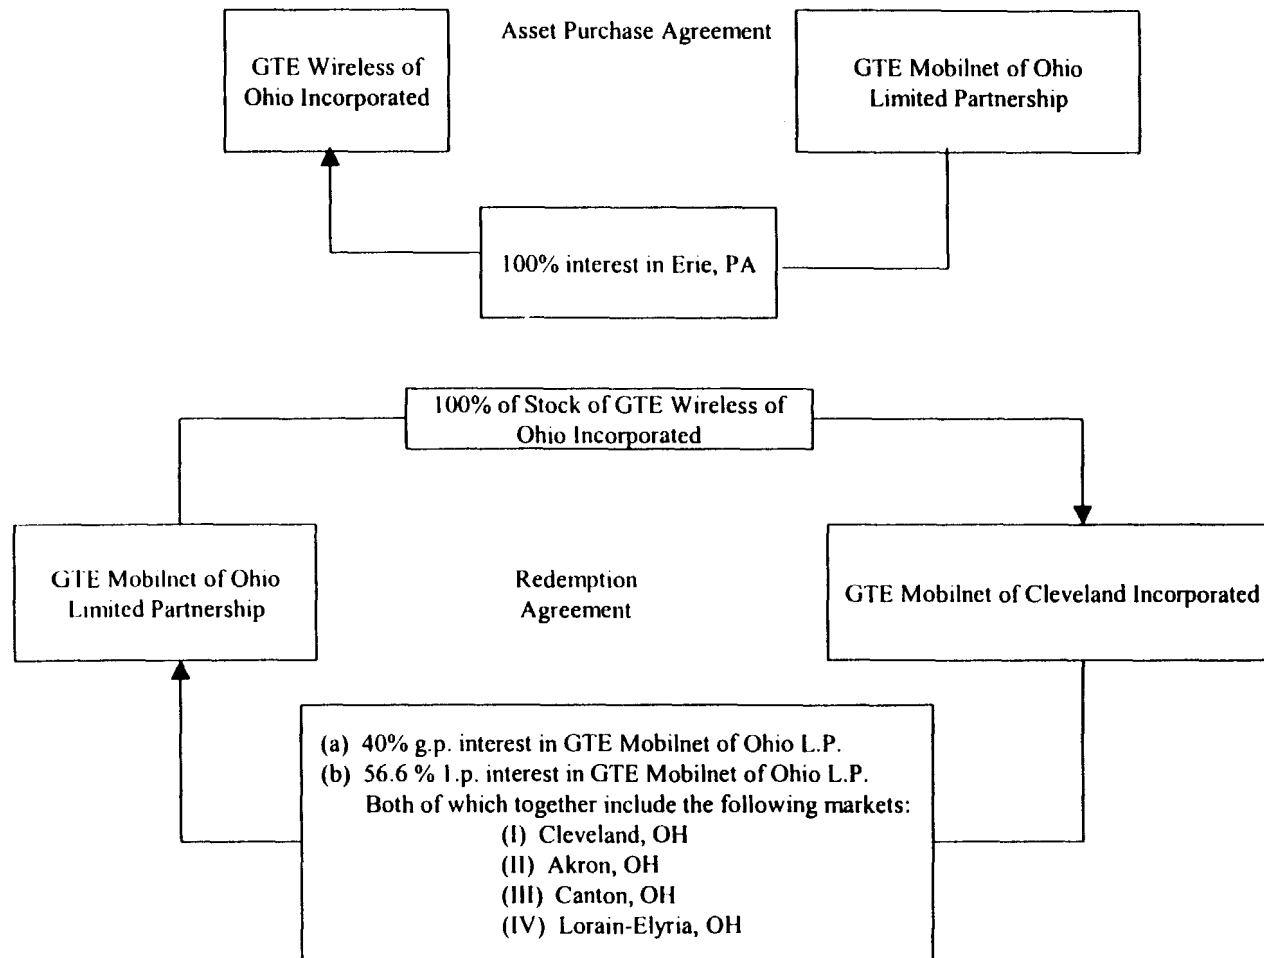 Asset Purchase Agreement
GTE Wireless of
Ohio Incorporated
GTE Mobilnet of Ohio
Limited Partnership
100% interest in Erie, PA
100% of Stock of GTE Wireless of
Ohio Incorporated
GTE Mobilnet of Ohio
Limited Partnership
Redemption
Agreement
GTE Mobilnet of Cleveland Incorporated
(a) 40% g.p. interest in GTE Mobilnet of Ohio L.P.
(b) 56.6 % l.p. interest in GTE Mobilnet of Ohio L.P.
Both of which together include the following markets:
(I) Cleveland, OH
(II) Akron, OH
(III) Canton, OH
(IV) Lorain-Elyria, OH